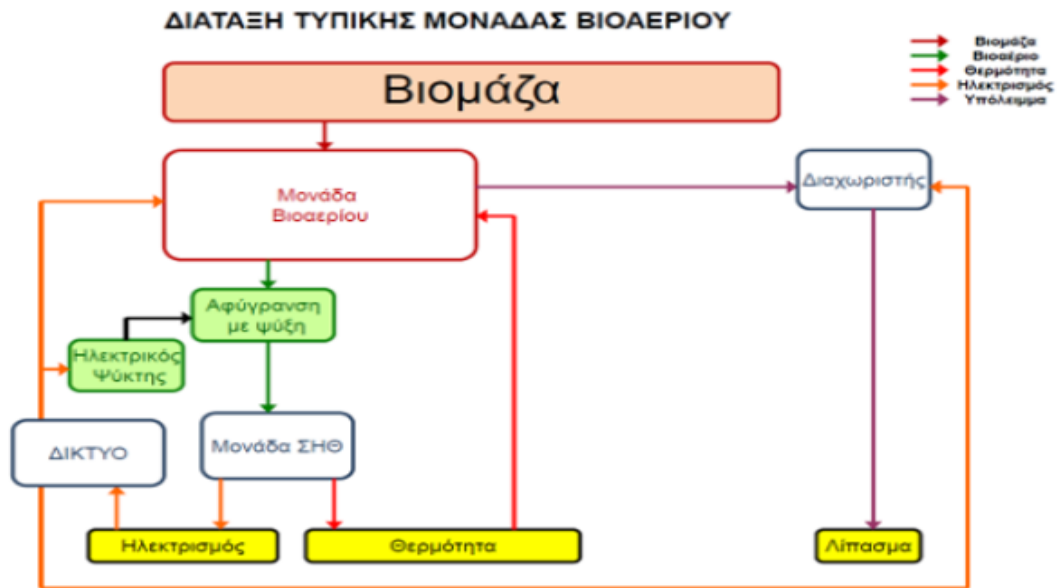 ΔΙΑΤΑΞΗ ΤΥΠΙΚΗΣ ΜΟΝΑΔΑΣ ΒΙΟΑΕΡΙΟΥ
Βιομάζα
Βιοαέριο
Θερμότητα
Ηλεκτρισμός
Υπόλειμμα
Βιομάζα
Μονάδα
Βιοαερίου
Διαχωριστής
Αφύγρανση
με ψύξη
Ηλεκτρικός
Ψύκτης
ΔΙΚΤΥΟ
Μονάδα ΣΗΘ
Ηλεκτρισμός
Θερμότητα
Λίπασμα